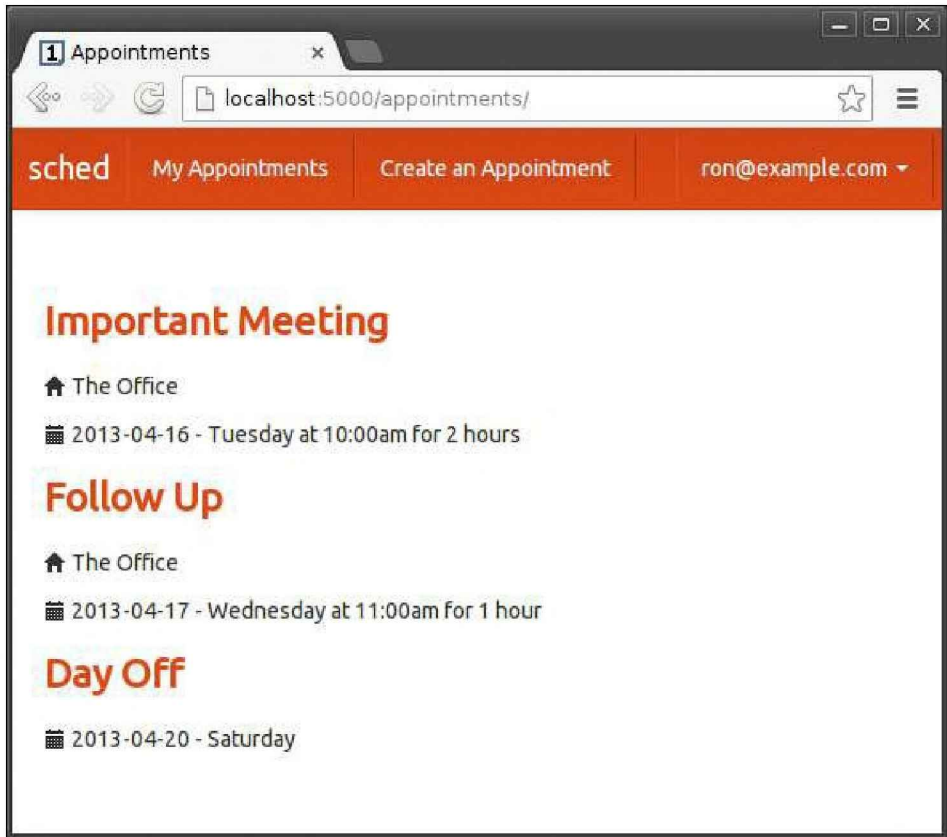 1 Appointments
localhost:5000/appointments/
sched My Appointments Create an Appointment ron@example.com
Important Meeting
The Office
2013-04-16 - Tuesday at 10:00am for 2 hours
Follow Up
The Office
2013-04-17 - Wednesday at 11:00am for 1 hour
Day Off
2013-04-20 - Saturday